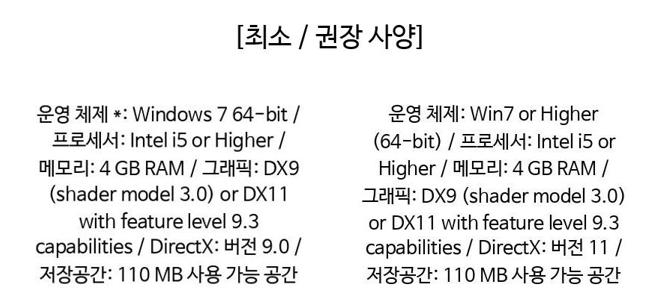 [최소 / 권장 사양]
운영 체제 *: Windows 7 64-bit /
프로세서: Intel i5 or Higher /
메모리: 4 GB RAM / 그래픽: DX9
(shader model 3.0) or DX11
with feature level 9.3
capabilities / DirectX: 버전 9.0 /
저장공간: 110 MB 사용 가능 공간
운영 체제: Win7 or Higher
(64-bit) / 프로세서: Intel i5 or
Higher / 메모리: 4 GB RAM /
그래픽: DX9 (shader model 3.0)
or DX11 with feature level 9.3
capabilities / DirectX: 버전 11 /
저장공간: 110 MB 사용 가능 공간